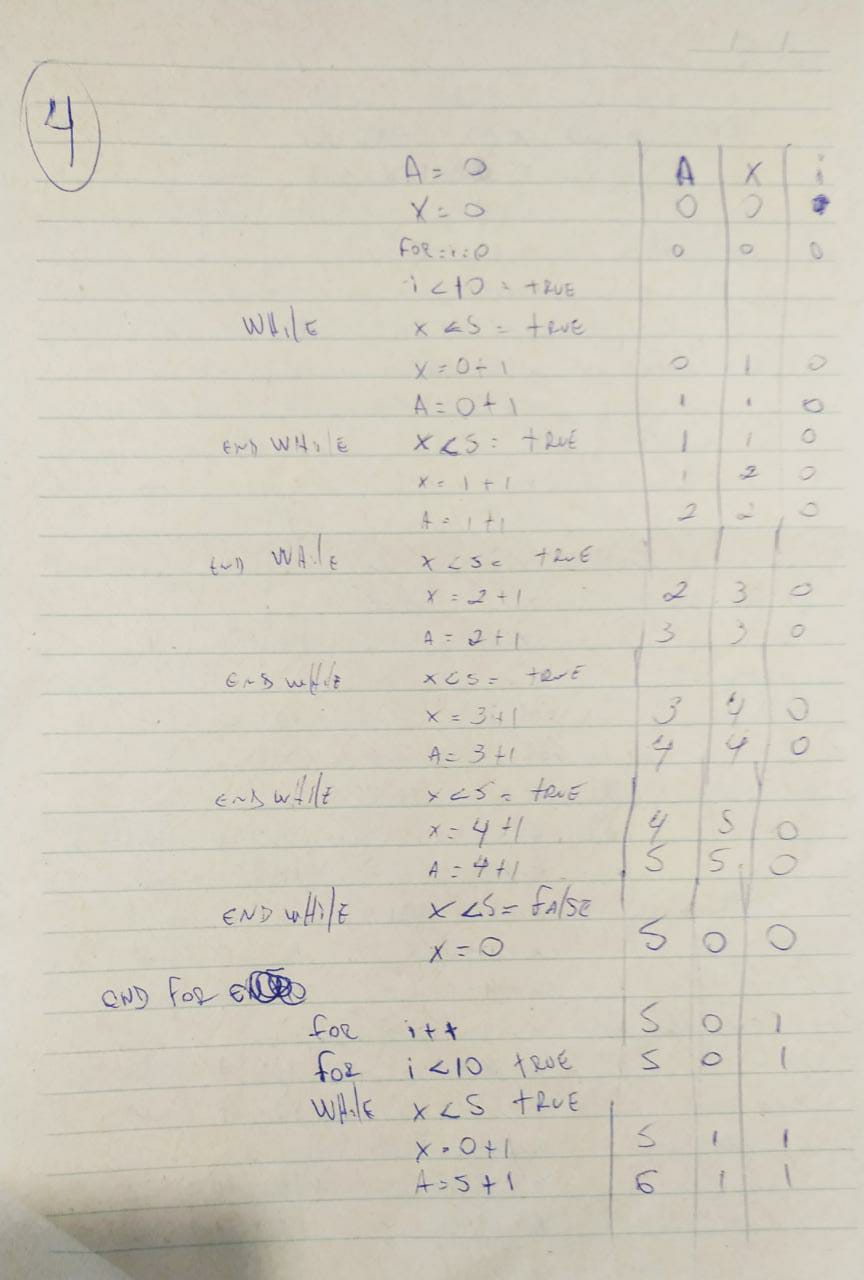 4
A = 0 A X i
X = 0 0 0
For = i = 0 0 0 0
i < 10 = tRUE
WHilE x < 5 = tRUE
X = 0 + 1 0 1 0
A = 0 + 1 1 1 0
END WHilE X < 5 = tRUE 1 1 0
X = 1 + 1 1 2 0
A = 1 + 1 2 2 0
END WHilE X < 5 = tRUE
X = 2 + 1 2 3 0
A = 2 + 1 3 3 0
END WHilE X < 5 = tRUE
X = 3 + 1 3 4 0
A = 3 + 1 4 4 0
END WHilE X < 5 = tRUE
X = 4 + 1 4 5 0
A = 4 + 1 5 5 0
END WHilE X < 5 = fAlSE
X = 0 5 0 0
END FOR
for i++ 5 0 1
foR i < 10 tRUE 5 0 1
WHilE X < 5 tRUE
X = 0 + 1 5 1 1
A = 5 + 1 6 1 1